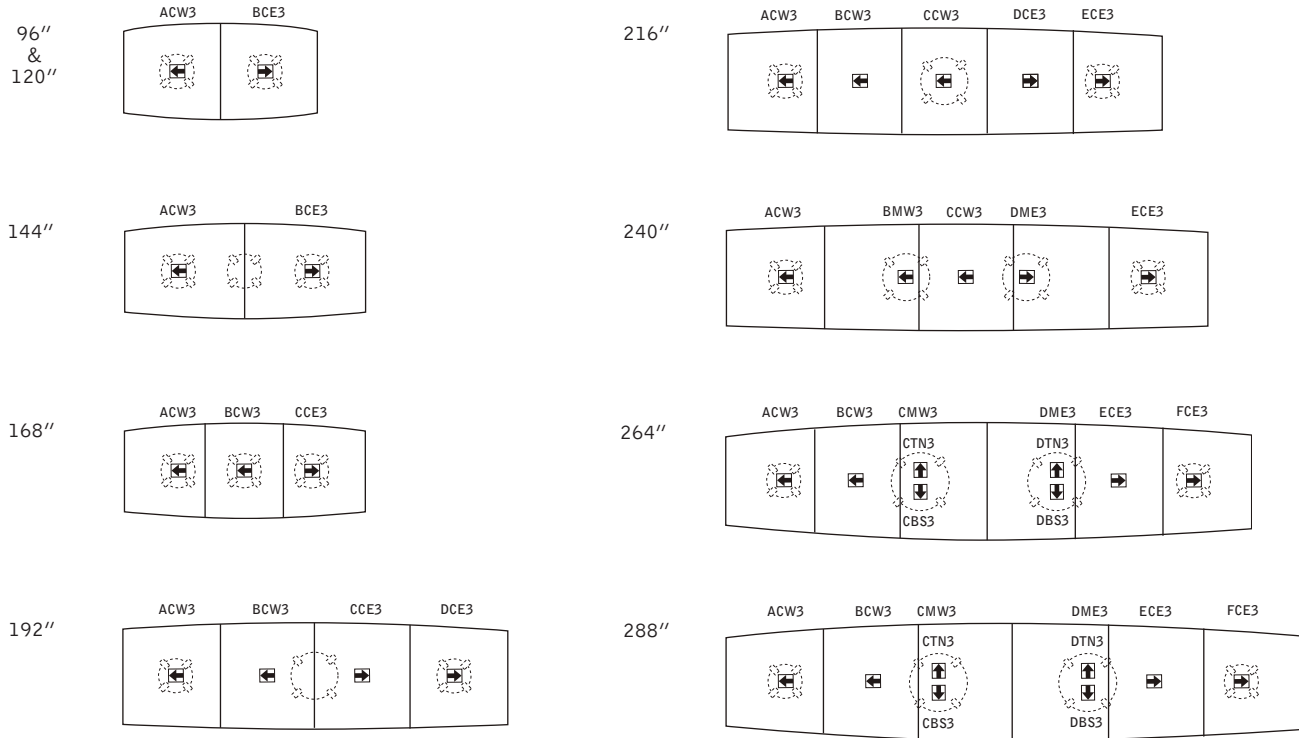 96″
&
120″
ACW3 BCE3
144″
ACW3 BCE3
168″
ACW3 BCW3 CCE3
192″
ACW3 BCW3 CCE3 DCE3
216″
ACW3 BCW3 CCW3 DCE3 ECE3
240″
ACW3 BMW3 CCW3 DME3 ECE3
264″
ACW3 BCW3 CMW3 DME3 ECE3 FCE3
CTN3 DTN3
CBS3 DBS3
288″
ACW3 BCW3 CMW3 DME3 ECE3 FCE3
CTN3 DTN3
CBS3 DBS3